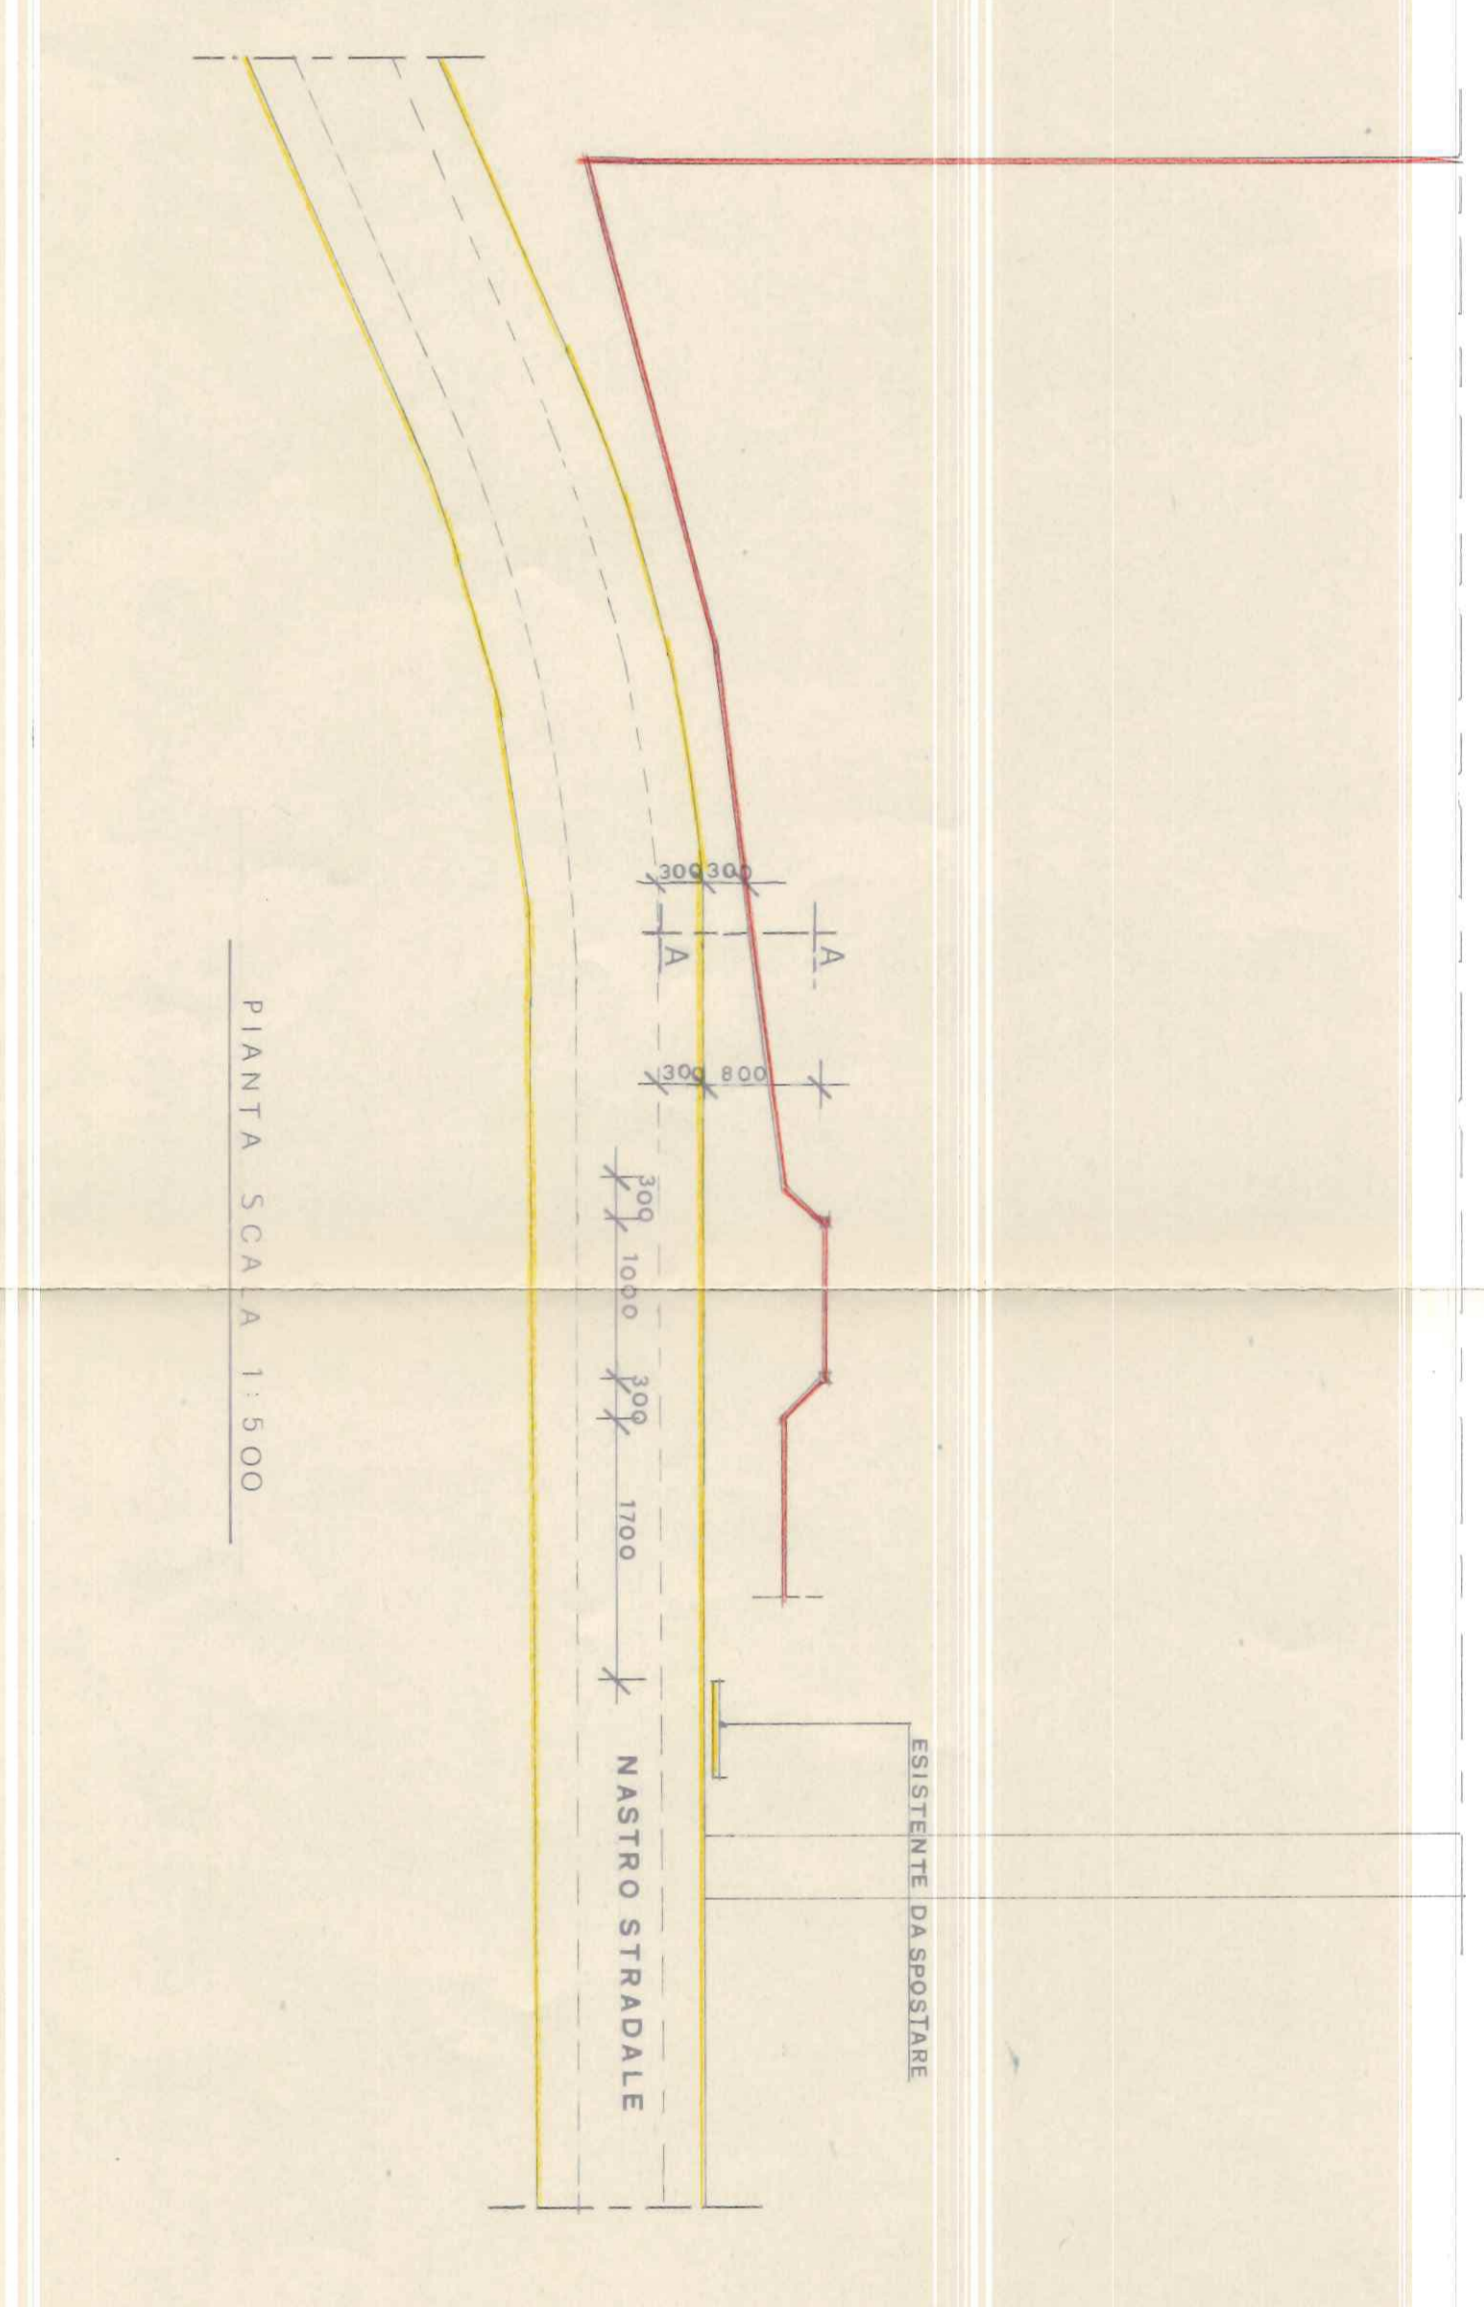 300 300
A A
300 800
300 1000 300 1700
NASTRO STRADALE
ESISTENTE DA SPOSTARE
PIANTA SCALA 1:500